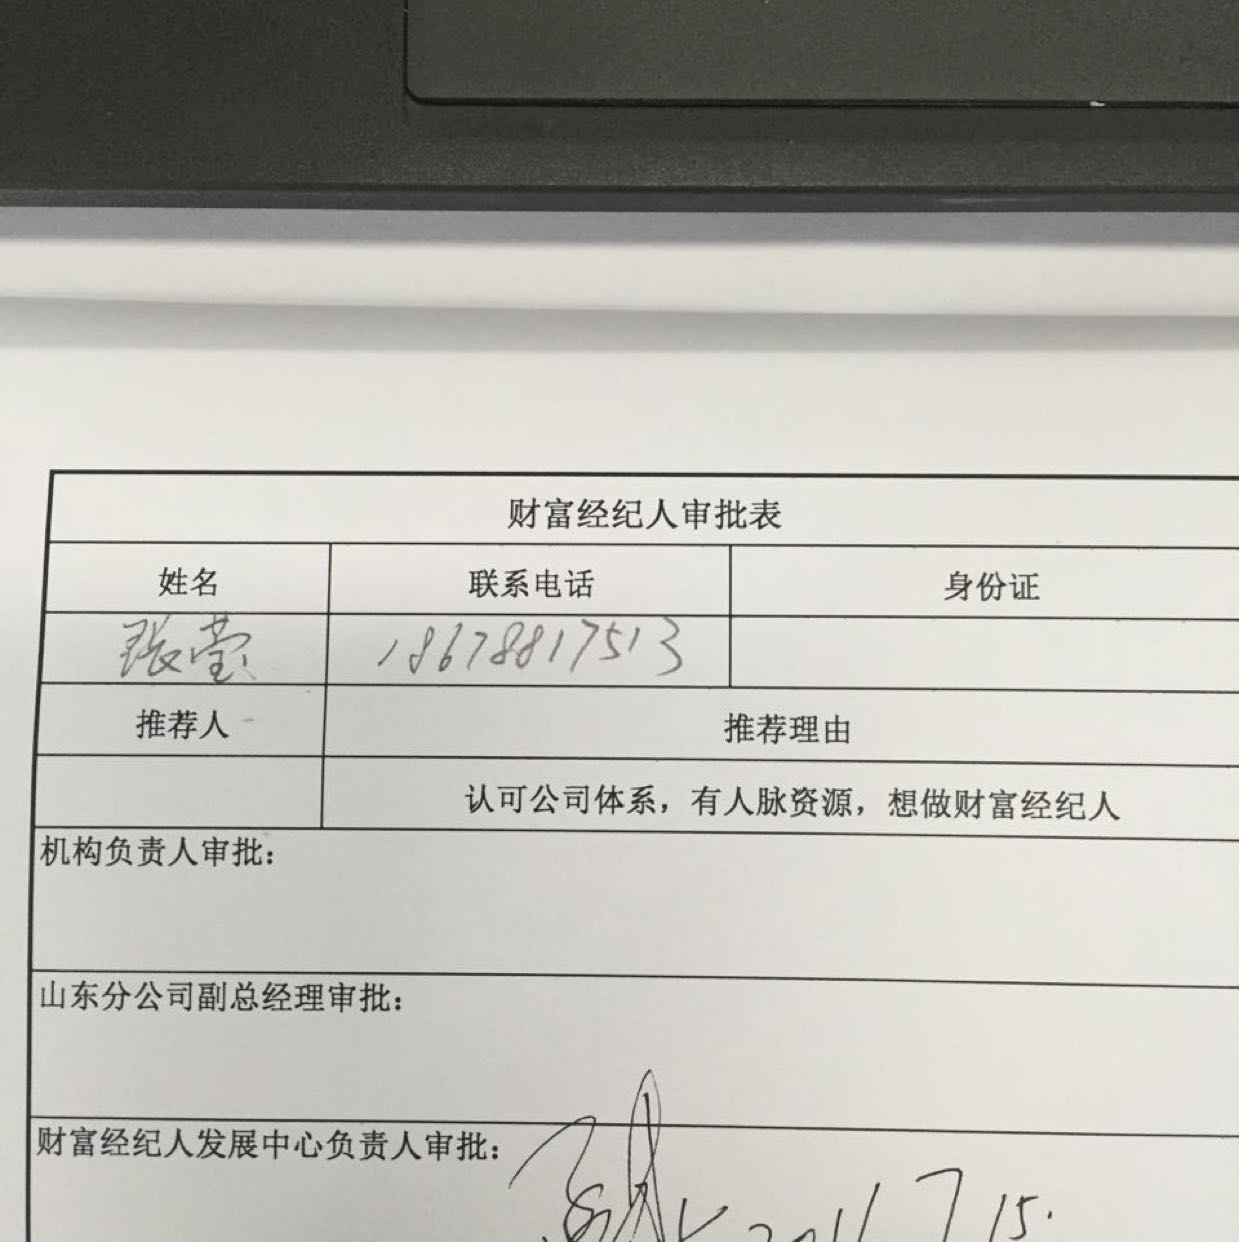 财富经纪人审批表
姓名 联系电话 身份证
张莹 18678817513
推荐人 推荐理由
认可公司体系，有人脉资源，想做财富经纪人
机构负责人审批：
山东分公司副总经理审批：
财富经纪人发展中心负责人审批：
7 15.